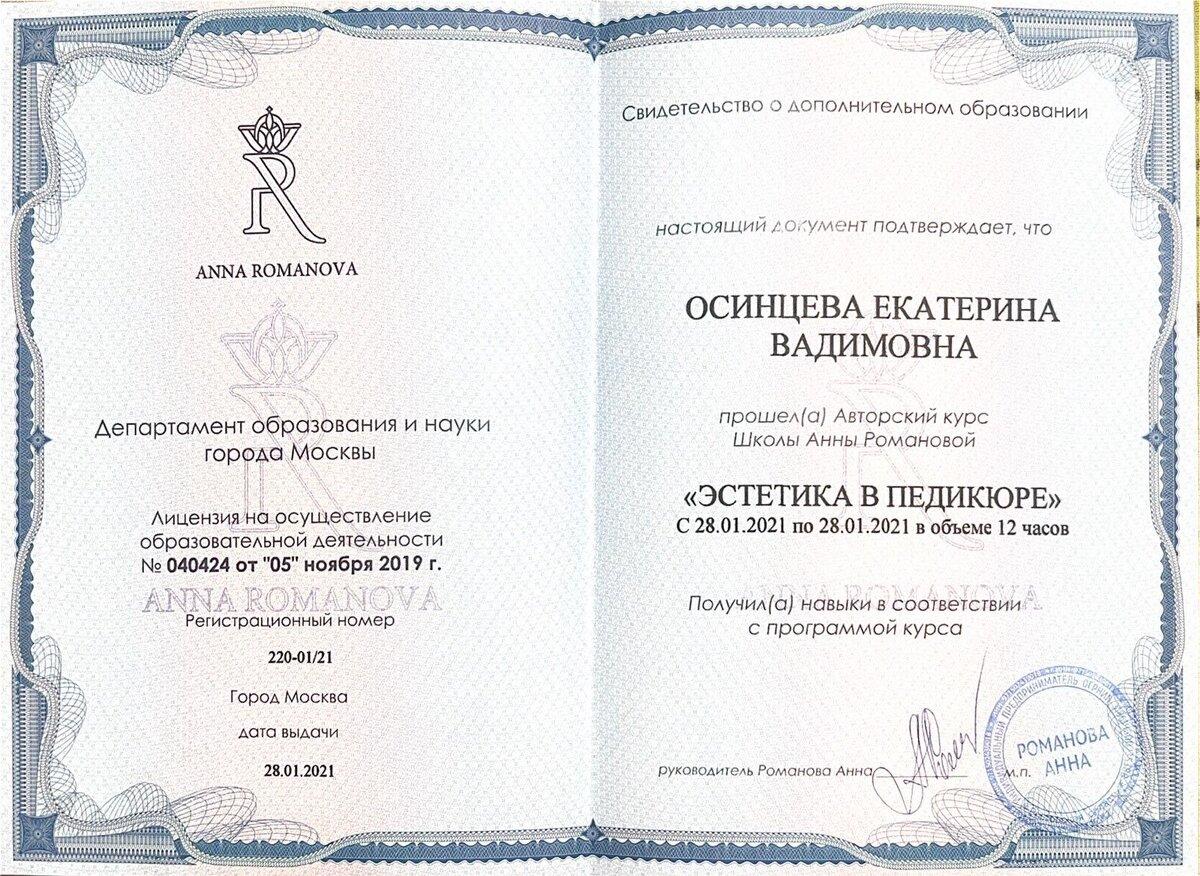 ANNA ROMANOVA
Департамент образования и науки
города Москвы
Лицензия на осуществление
образовательной деятельности
№ 040424 от "05" ноября 2019 г.
ANNA ROMANOVA
Регистрационный номер
220-01/21
Город Москва
дата выдачи
28.01.2021
Свидетельство о дополнительном образовании
настоящий документ подтверждает, что
ОСИНЦЕВА ЕКАТЕРИНА
ВАДИМОВНА
прошел(а) Авторский курс
Школы Анны Романовой
«ЭСТЕТИКА В ПЕДИКЮРЕ»
С 28.01.2021 по 28.01.2021 в объеме 12 часов
ANNA ROMANOVA
Получил(а) навыки в соответствии
с программой курса
руководитель Романова Анна
м.п.
ПРЕДПРИНИМАТЕЛЬ
РОМАНОВА
АННА